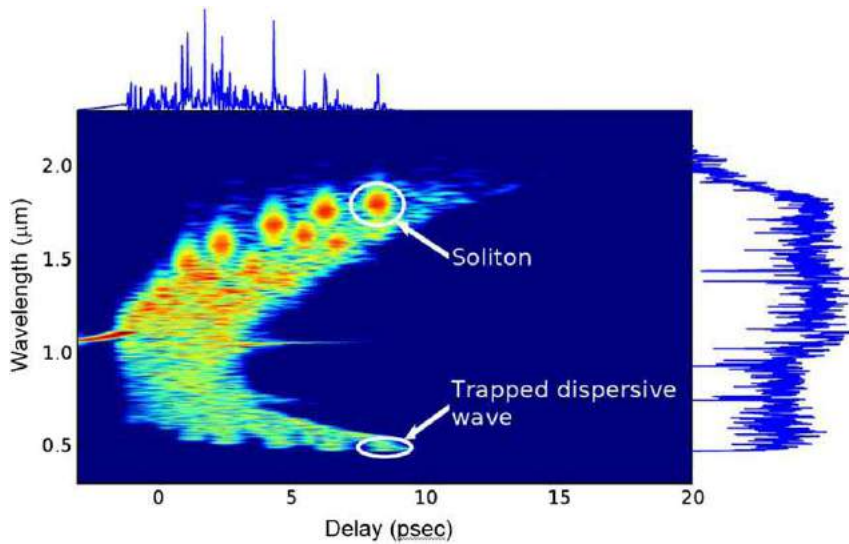 2.0
Wavelength (μm)
1.5
1.0
0.5
Soliton
Trapped dispersive
wave
0
5
10
15
20
Delay (psec)